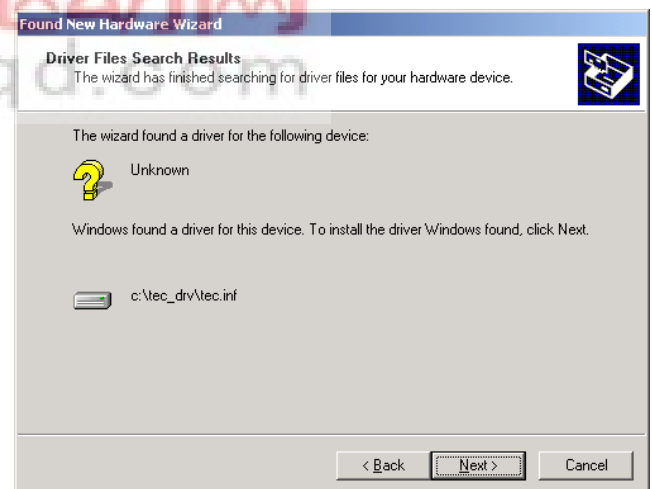 Found New Hardware Wizard
Driver Files Search Results
The wizard has finished searching for driver files for your hardware device.
The wizard found a driver for the following device:
Unknown
Windows found a driver for this device. To install the driver Windows found, click Next.
c:\tec_drv\tec.inf
< Back
Next >
Cancel